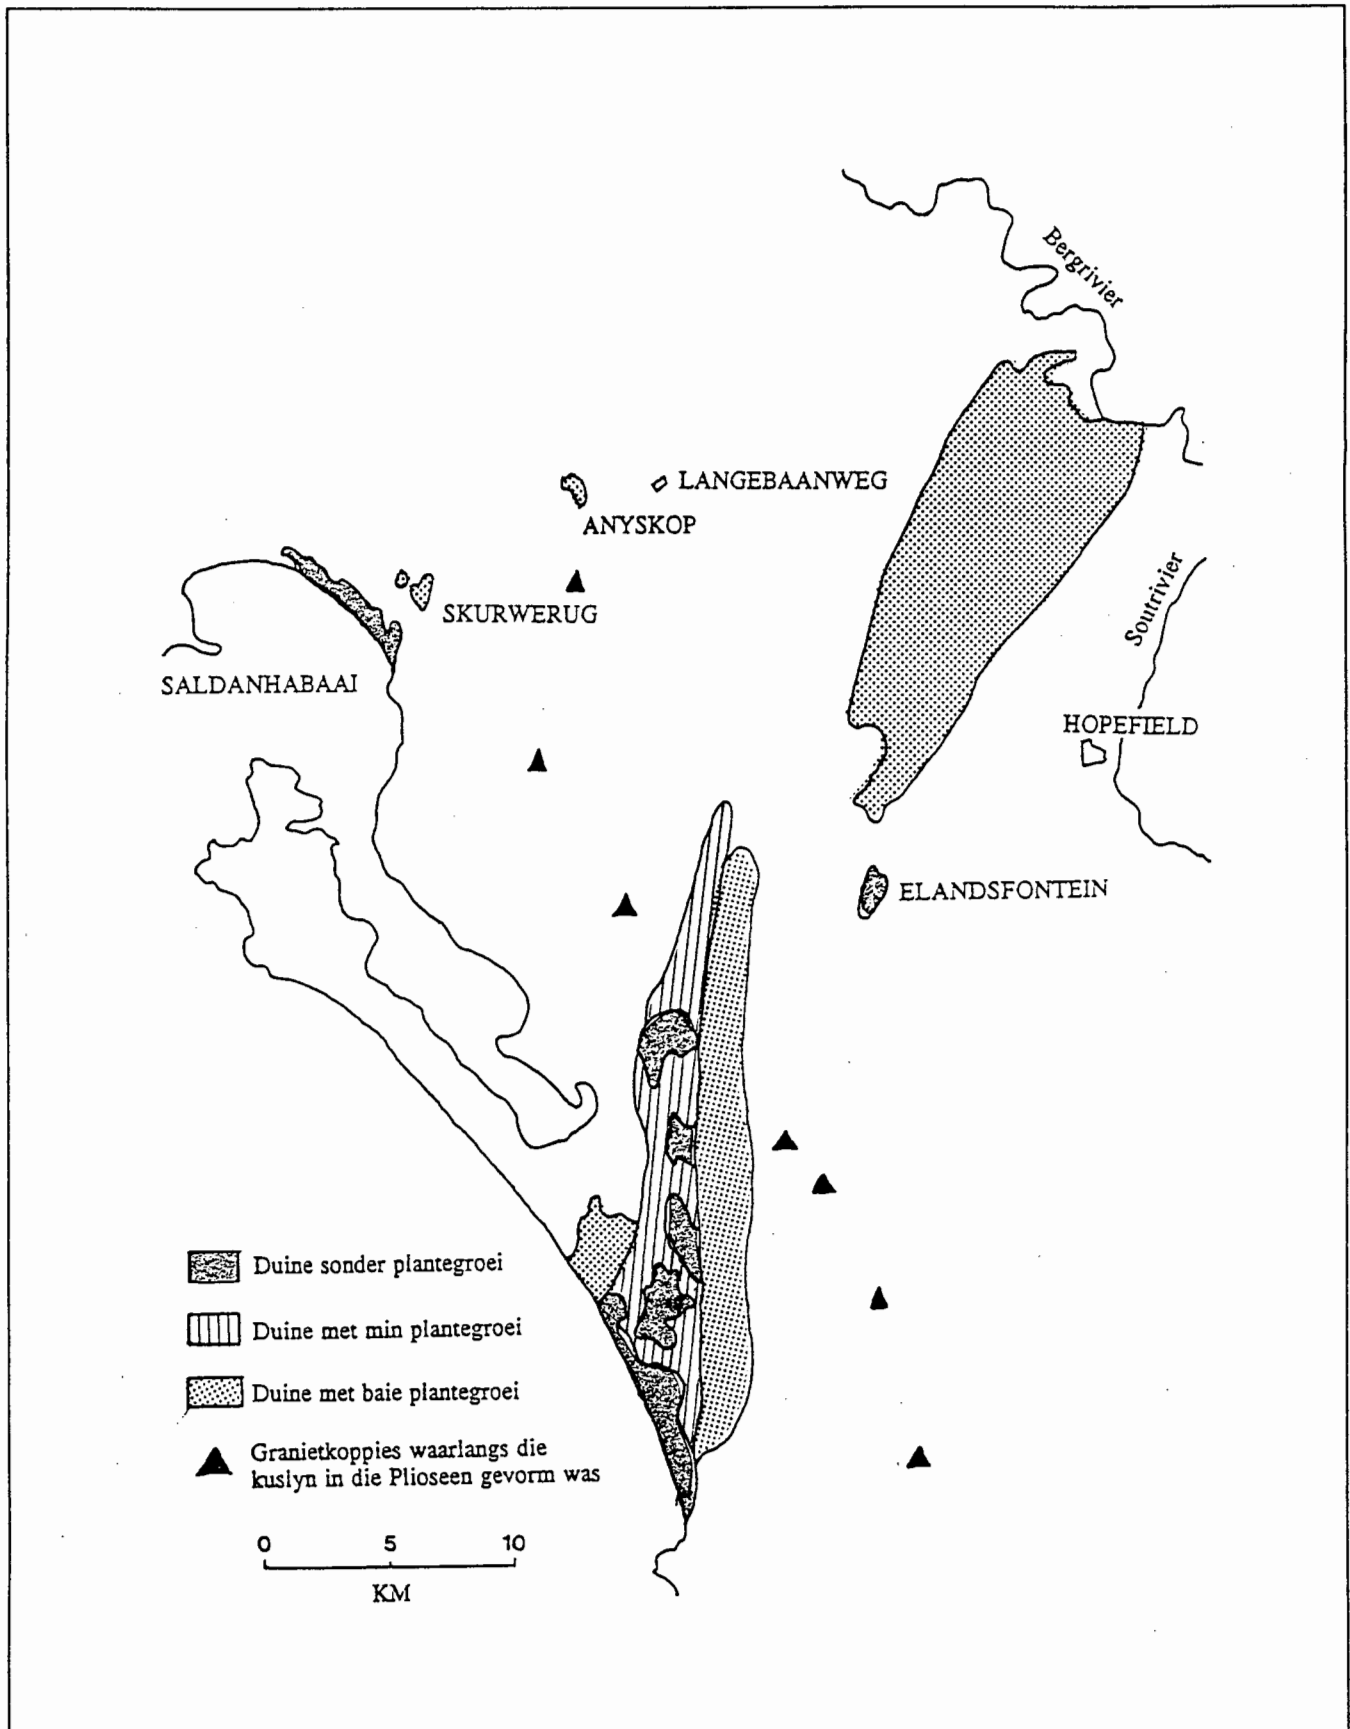 Bergrivier
LANGEBAANWEG
ANYSKOP
SKURWERUG
Soutrivier
SALDANHABAAI
HOPEFIELD
ELANDSFONTEIN
Duine sonder plantegroei
Duine met min plantegroei
Duine met baie plantegroei
Granietkoppies waarlangs die
kuslyn in die Plioseen gevorm was
0 5 10
KM